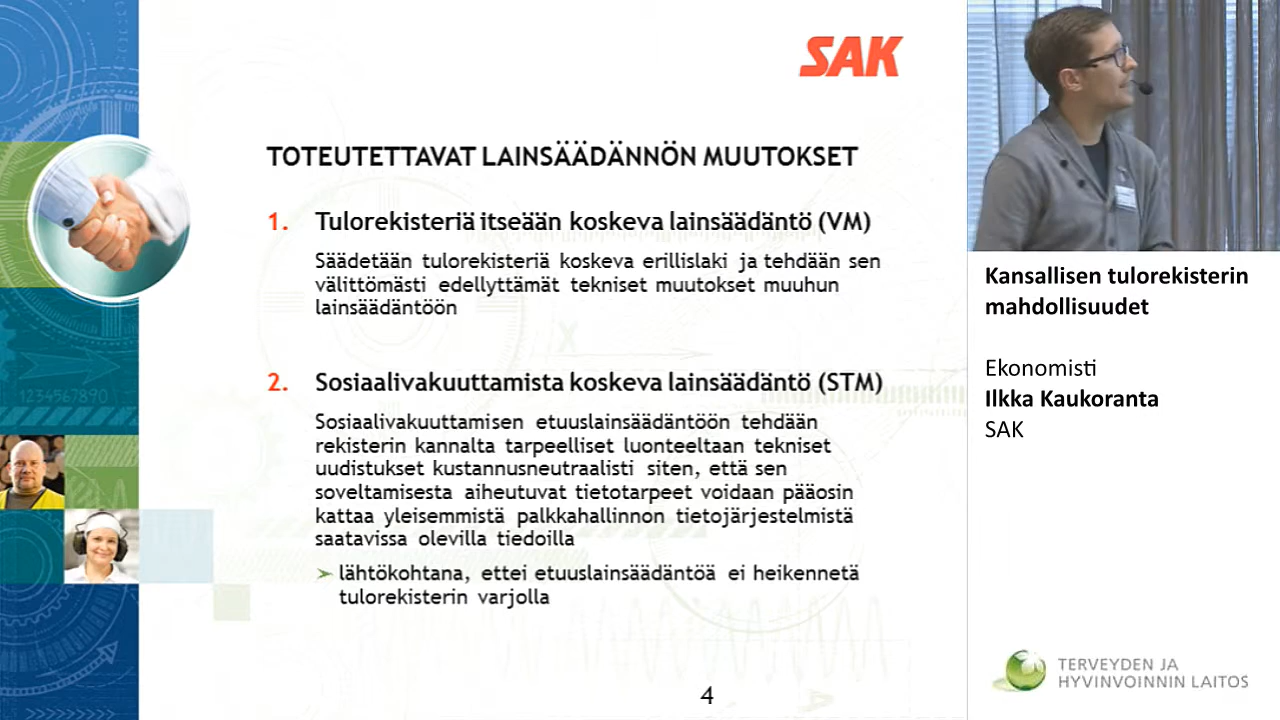 SAK
TOTEUTETTAVAT LAINSÄÄDÄNNÖN MUUTOKSET
1. Tulorekisteriä itseään koskeva lainsäädäntö (VM)
Säädetään tulorekisteriä koskeva erillislaki ja tehdään sen
välittömästi edellyttämät tekniset muutokset muuhun
lainsäädäntöön
2. Sosiaalivakuuttamista koskeva lainsäädäntö (STM)
Sosiaalivakuuttamisen etuuslainsäädäntöön tehdään
rekisterin kannalta tarpeelliset luonteeltaan tekniset
uudistukset kustannusneutraalisti siten, että sen
soveltamisesta aiheutuvat tietotarpeet voidaan pääosin
kattaa yleisemmistä palkkahallinnon tietojärjestelmistä
saatavissa olevilla tiedoilla
➢ lähtökohtana, ettei etuuslainsäädäntöä ei heikennetä
tulorekisterin varjolla
4
1234567890
Kansallisen tulorekisterin
mahdollisuudet
Ekonomisti
Ilkka Kaukoranta
SAK
TERVEYDEN JA
HYVINVOINNIN LAITOS